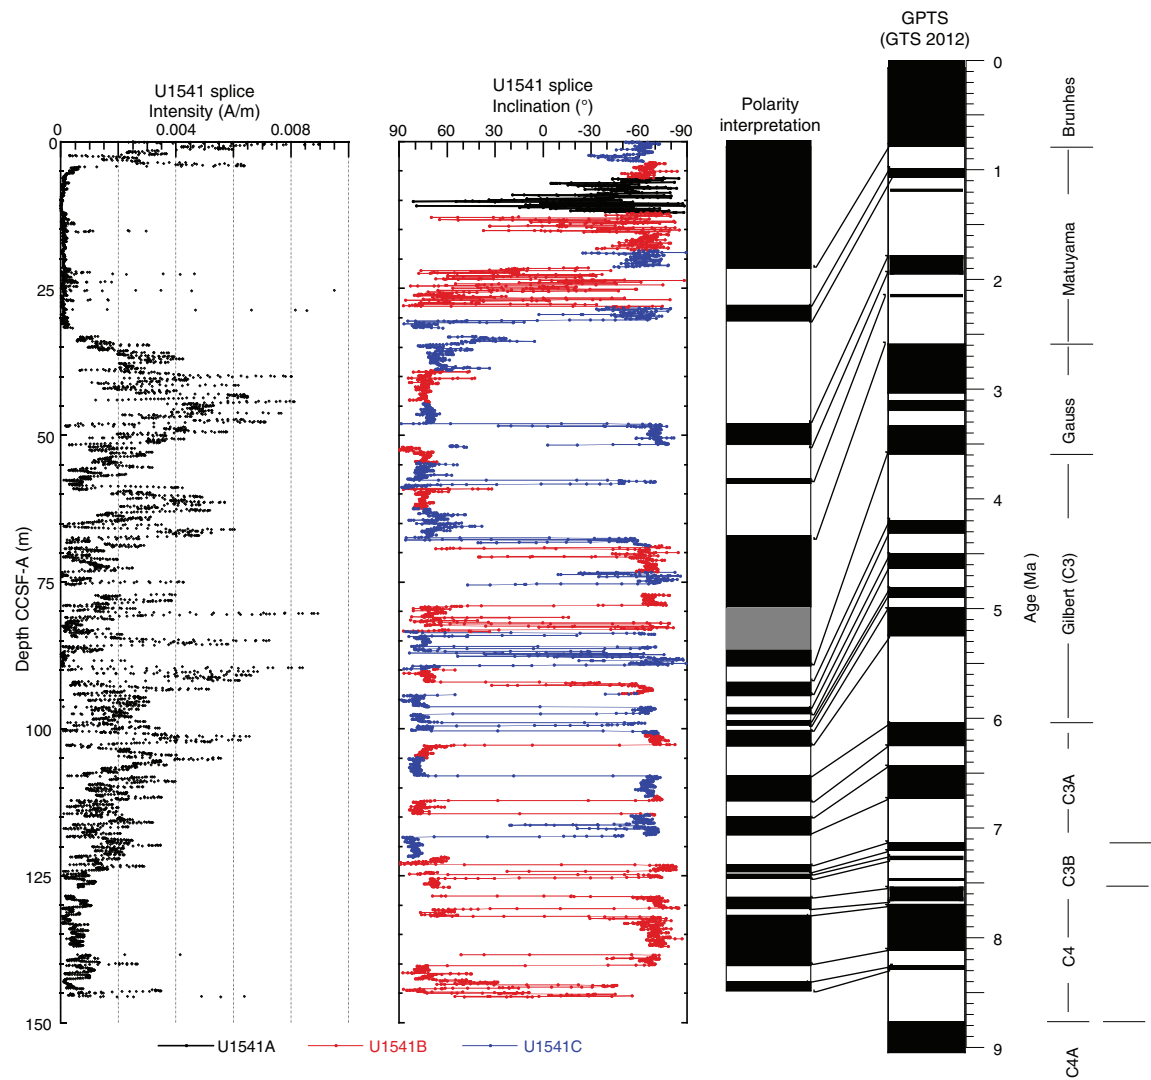 GPTS
(GTS 2012)
U1541 splice
Intensity (A/m)
U1541 splice
Inclination (°)
Polarity
interpretation
0 0.004 0.008
90 60 30 0 -30 -60 -90
0
25
50
75
100
125
150
Depth CCSF-A (m)
0
1
2
3
4
5
6
7
8
9
Age (Ma)
Brunhes
Matuyama
Gauss
Gilbert (C3)
C3A
C3B
C4
C4A
U1541A U1541B U1541C